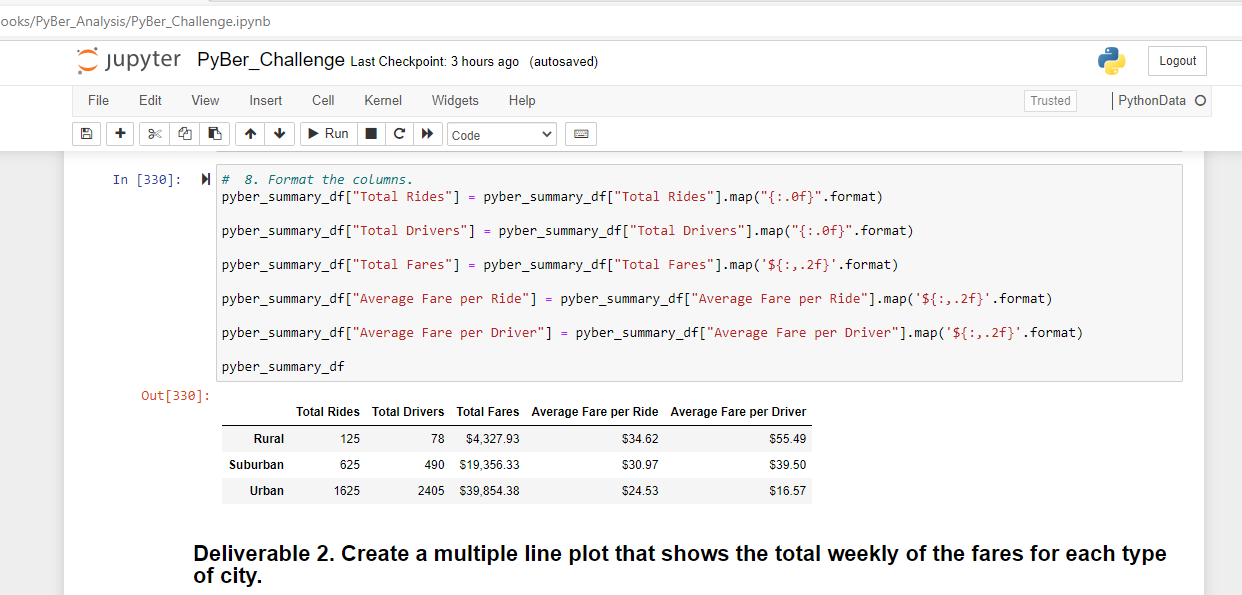 ooks/PyBer_Analysis/PyBer_Challenge.ipynb
jupyter PyBer_Challenge Last Checkpoint: 3 hours ago (autosaved)
Logout
File Edit View Insert Cell Kernel Widgets Help
Trusted
PythonData
Run
Code
In [330]:
# 8. Format the columns.
pyber_summary_df["Total Rides"] = pyber_summary_df["Total Rides"].map("{:.0f}".format)
pyber_summary_df["Total Drivers"] = pyber_summary_df["Total Drivers"].map("{:.0f}".format)
pyber_summary_df["Total Fares"] = pyber_summary_df["Total Fares"].map('${:,.2f}'.format)
pyber_summary_df["Average Fare per Ride"] = pyber_summary_df["Average Fare per Ride"].map('${:,.2f}'.format)
pyber_summary_df["Average Fare per Driver"] = pyber_summary_df["Average Fare per Driver"].map('${:,.2f}'.format)
pyber_summary_df
Out[330]:
Total Rides Total Drivers Total Fares Average Fare per Ride Average Fare per Driver
Rural 125 78 $4,327.93 $34.62 $55.49
Suburban 625 490 $19,356.33 $30.97 $39.50
Urban 1625 2405 $39,854.38 $24.53 $16.57
Deliverable 2. Create a multiple line plot that shows the total weekly of the fares for each type
of city.